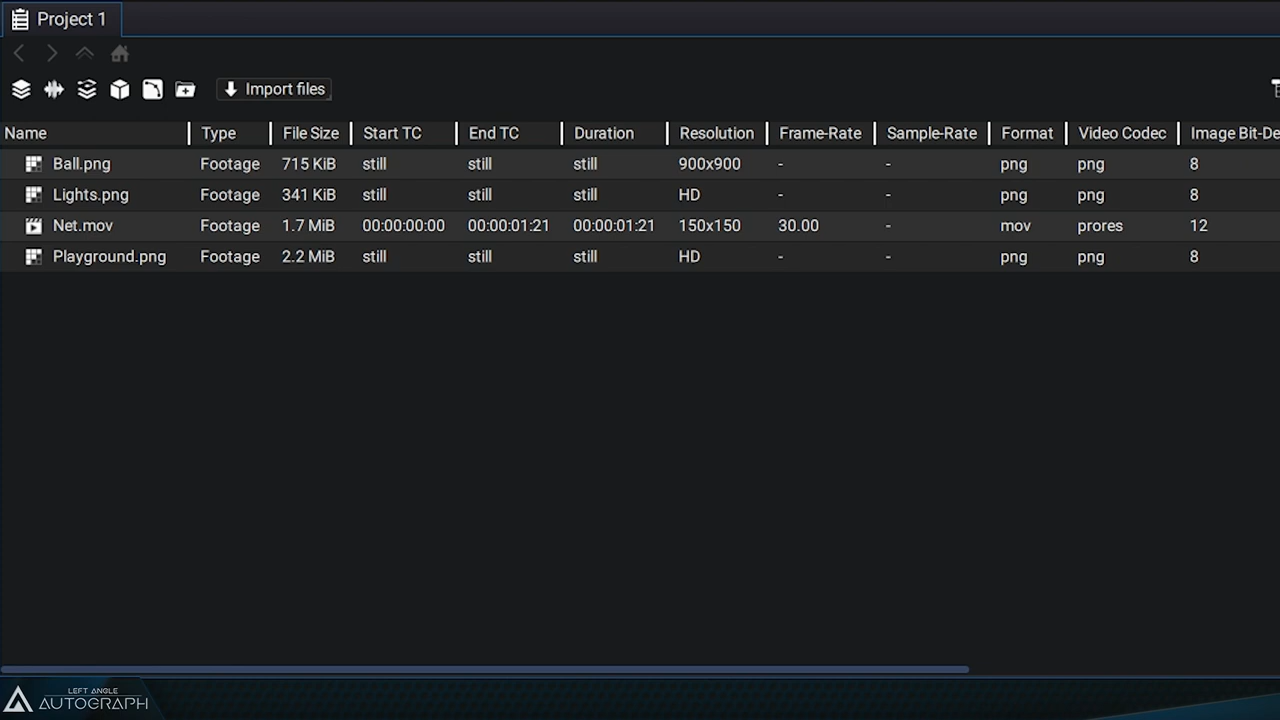 Project 1
Import files
Name Type File Size Start TC End TC Duration Resolution Frame-Rate Sample-Rate Format Video Codec Image Bit-De
Ball.png Footage 715 KiB still still still 900x900 - - png png 8
Lights.png Footage 341 KiB still still still HD - - png png 8
Net.mov Footage 1.7 MiB 00:00:00:00 00:00:01:21 00:00:01:21 150x150 30.00 - mov prores 12
Playground.png Footage 2.2 MiB still still still HD - - png png 8
LEFT ANGLE
AUTOGRAPH